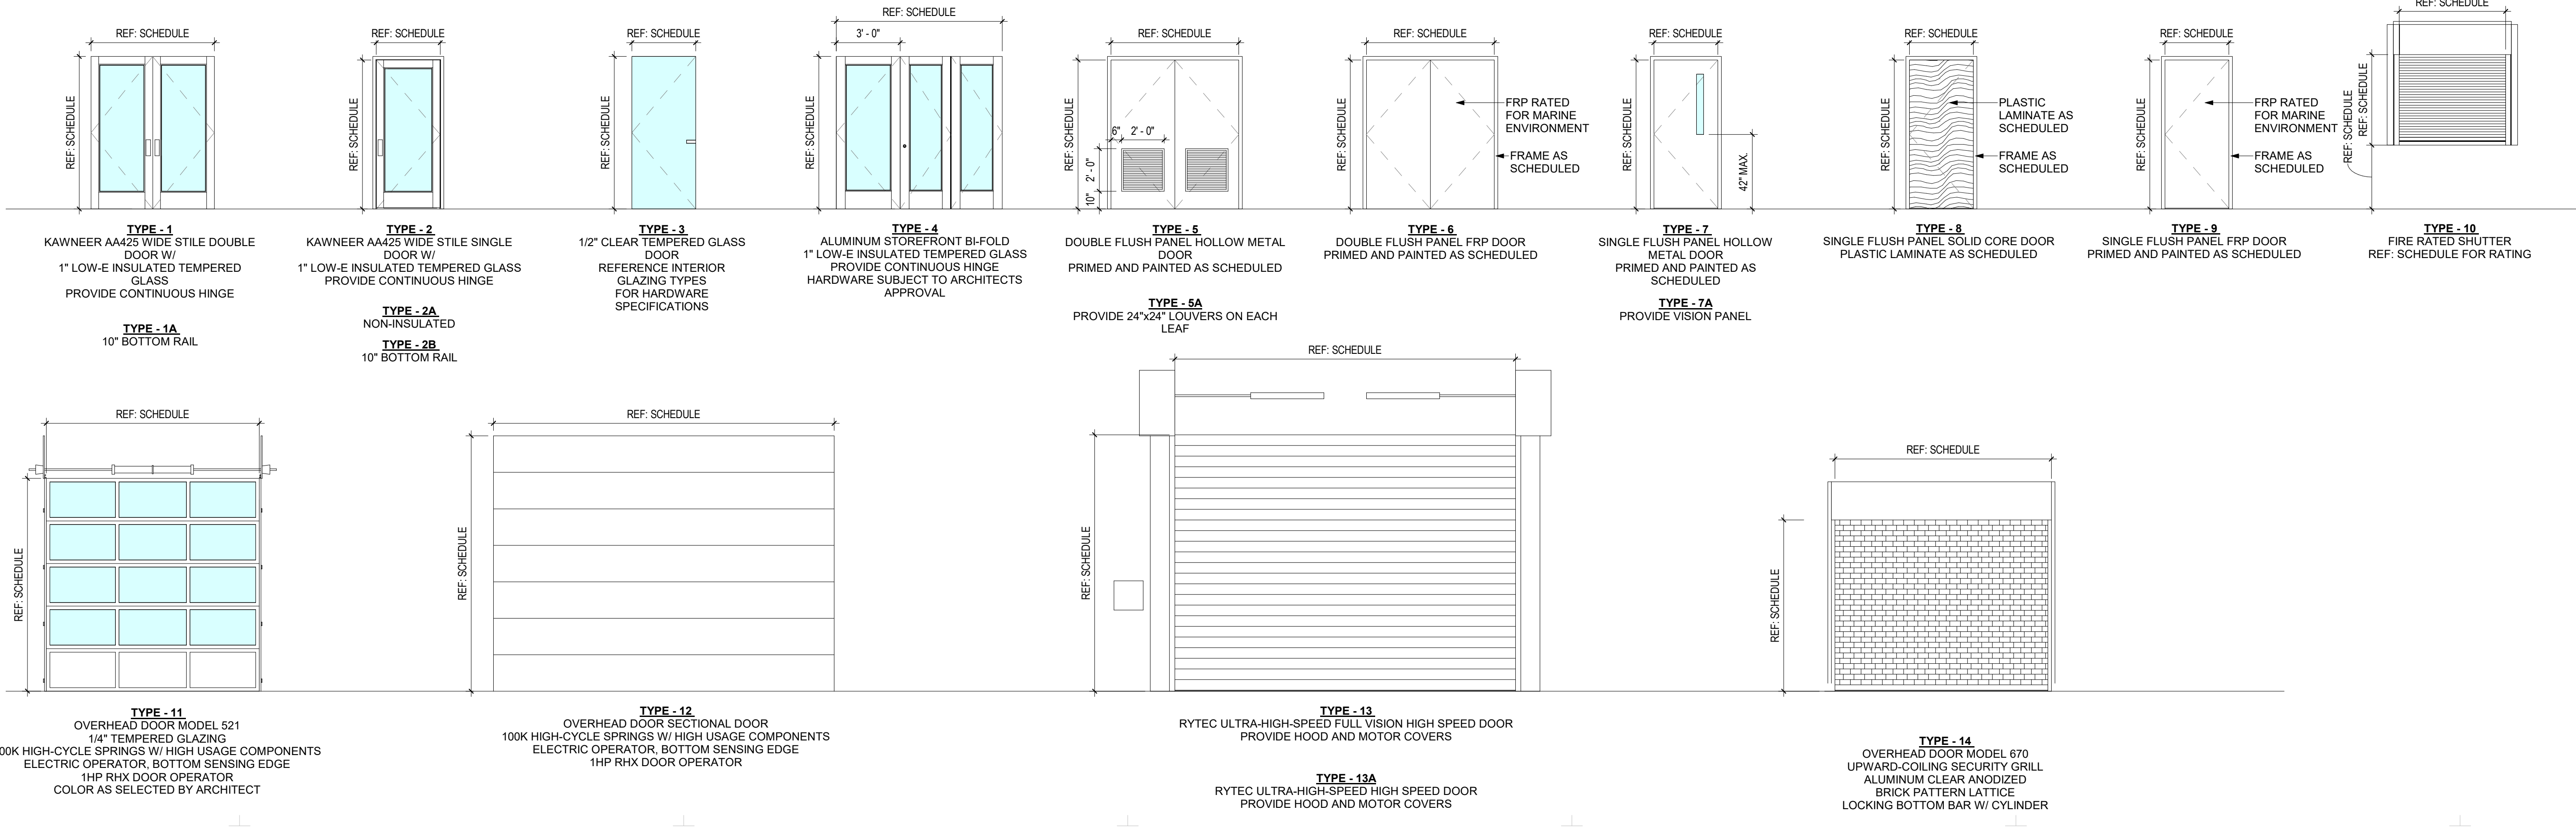 REF: SCHEDULE
REF: SCHEDULE
TYPE - 1
KAWNEER AA425 WIDE STILE DOUBLE
DOOR W/
1" LOW-E INSULATED TEMPERED
GLASS
PROVIDE CONTINUOUS HINGE
TYPE - 1A
10" BOTTOM RAIL
REF: SCHEDULE
REF: SCHEDULE
TYPE - 2
KAWNEER AA425 WIDE STILE SINGLE
DOOR W/
1" LOW-E INSULATED TEMPERED GLASS
PROVIDE CONTINUOUS HINGE
TYPE - 2A
NON-INSULATED
TYPE - 2B
10" BOTTOM RAIL
REF: SCHEDULE
REF: SCHEDULE
TYPE - 3
1/2" CLEAR TEMPERED GLASS
DOOR
REFERENCE INTERIOR
GLAZING TYPES
FOR HARDWARE
SPECIFICATIONS
REF: SCHEDULE
3' - 0"
REF: SCHEDULE
TYPE - 4
ALUMINUM STOREFRONT BI-FOLD
1" LOW-E INSULATED TEMPERED GLASS
PROVIDE CONTINUOUS HINGE
HARDWARE SUBJECT TO ARCHITECTS
APPROVAL
REF: SCHEDULE
REF: SCHEDULE
6"
2' - 0"
2' - 0"
10"
TYPE - 5
DOUBLE FLUSH PANEL HOLLOW METAL
DOOR
PRIMED AND PAINTED AS SCHEDULED
TYPE - 5A
PROVIDE 24"x24" LOUVERS ON EACH
LEAF
REF: SCHEDULE
REF: SCHEDULE
FRP RATED
FOR MARINE
ENVIRONMENT
FRAME AS
SCHEDULED
TYPE - 6
DOUBLE FLUSH PANEL FRP DOOR
PRIMED AND PAINTED AS SCHEDULED
REF: SCHEDULE
REF: SCHEDULE
42" MAX.
TYPE - 7
SINGLE FLUSH PANEL HOLLOW
METAL DOOR
PRIMED AND PAINTED AS
SCHEDULED
TYPE - 7A
PROVIDE VISION PANEL
REF: SCHEDULE
REF: SCHEDULE
PLASTIC
LAMINATE AS
SCHEDULED
FRAME AS
SCHEDULED
TYPE - 8
SINGLE FLUSH PANEL SOLID CORE DOOR
PLASTIC LAMINATE AS SCHEDULED
REF: SCHEDULE
REF: SCHEDULE
FRP RATED
FOR MARINE
ENVIRONMENT
FRAME AS
SCHEDULED
TYPE - 9
SINGLE FLUSH PANEL FRP DOOR
PRIMED AND PAINTED AS SCHEDULED
REF: SCHEDULE
REF: SCHEDULE
REF: SCHEDULE
TYPE - 10
FIRE RATED SHUTTER
REF: SCHEDULE FOR RATING
REF: SCHEDULE
REF: SCHEDULE
TYPE - 11
OVERHEAD DOOR MODEL 521
1/4" TEMPERED GLAZING
00K HIGH-CYCLE SPRINGS W/ HIGH USAGE COMPONENTS
ELECTRIC OPERATOR, BOTTOM SENSING EDGE
1HP RHX DOOR OPERATOR
COLOR AS SELECTED BY ARCHITECT
REF: SCHEDULE
REF: SCHEDULE
TYPE - 12
OVERHEAD DOOR SECTIONAL DOOR
100K HIGH-CYCLE SPRINGS W/ HIGH USAGE COMPONENTS
ELECTRIC OPERATOR, BOTTOM SENSING EDGE
1HP RHX DOOR OPERATOR
REF: SCHEDULE
REF: SCHEDULE
TYPE - 13
RYTEC ULTRA-HIGH-SPEED FULL VISION HIGH SPEED DOOR
PROVIDE HOOD AND MOTOR COVERS
TYPE - 13A
RYTEC ULTRA-HIGH-SPEED HIGH SPEED DOOR
PROVIDE HOOD AND MOTOR COVERS
REF: SCHEDULE
REF: SCHEDULE
TYPE - 14
OVERHEAD DOOR MODEL 670
UPWARD-COILING SECURITY GRILL
ALUMINUM CLEAR ANODIZED
BRICK PATTERN LATTICE
LOCKING BOTTOM BAR W/ CYLINDER